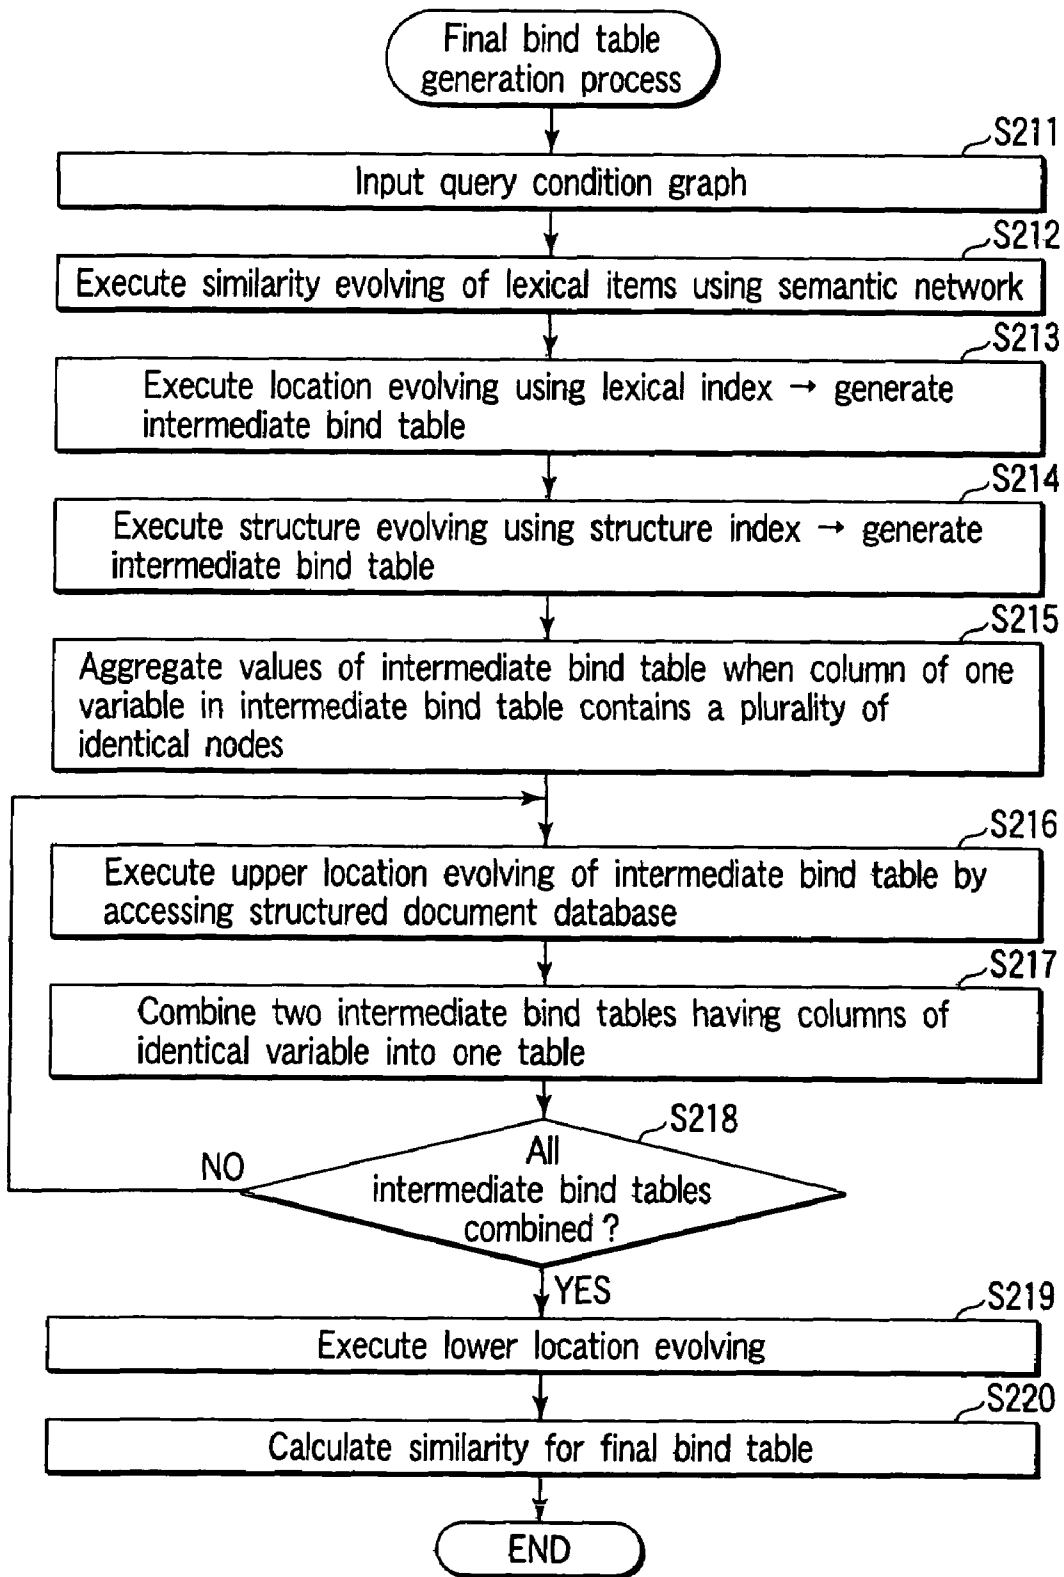 Final bind table
generation process
S211
Input query condition graph
S212
Execute similarity evolving of lexical items using semantic network
S213
Execute location evolving using lexical index → generate
intermediate bind table
S214
Execute structure evolving using structure index → generate
intermediate bind table
S215
Aggregate values of intermediate bind table when column of one
variable in intermediate bind table contains a plurality of
identical nodes
S216
Execute upper location evolving of intermediate bind table by
accessing structured document database
S217
Combine two intermediate bind tables having columns of
identical variable into one table
S218
All
intermediate bind tables
combined ?
NO
YES
S219
Execute lower location evolving
S220
Calculate similarity for final bind table
END